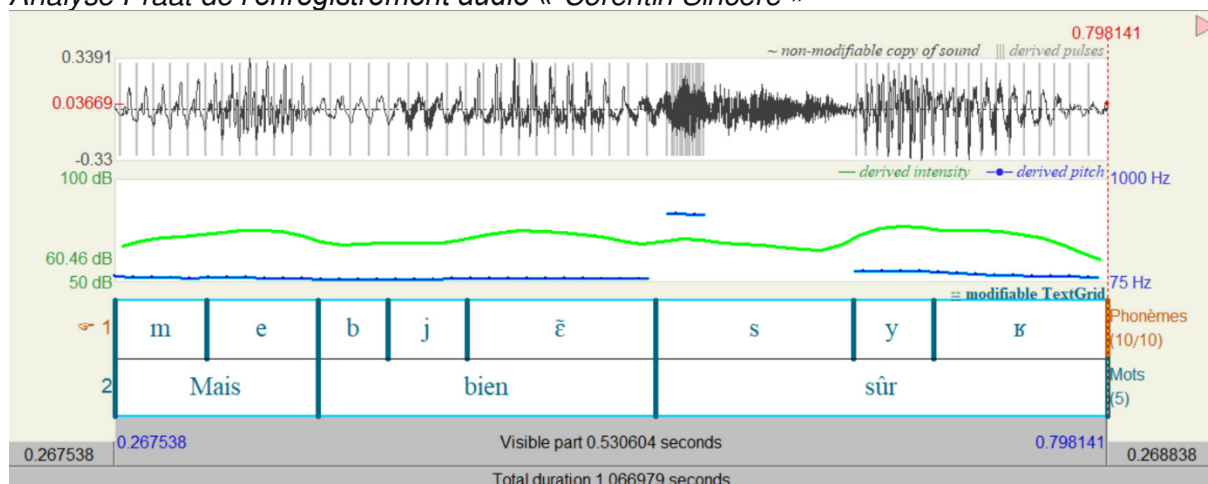 Analyse Praat de l'enregistrement audio « Corentin Sincère »
0.798141
~ non-modifiable copy of sound ||| derived pulses
0.3391
0.03669
-0.33
100 dB — derived intensity -•- derived pitch 1000 Hz
60.46 dB
50 dB 75 Hz
modifiable TextGrid
☞ 1 m e b j ɛ̃ s y ʁ Phonèmes
(10/10)
2 Mais bien sûr Mots
(5)
0.267538 0.267538 Visible part 0.530604 seconds 0.798141 0.268838
Total duration 1.066979 seconds